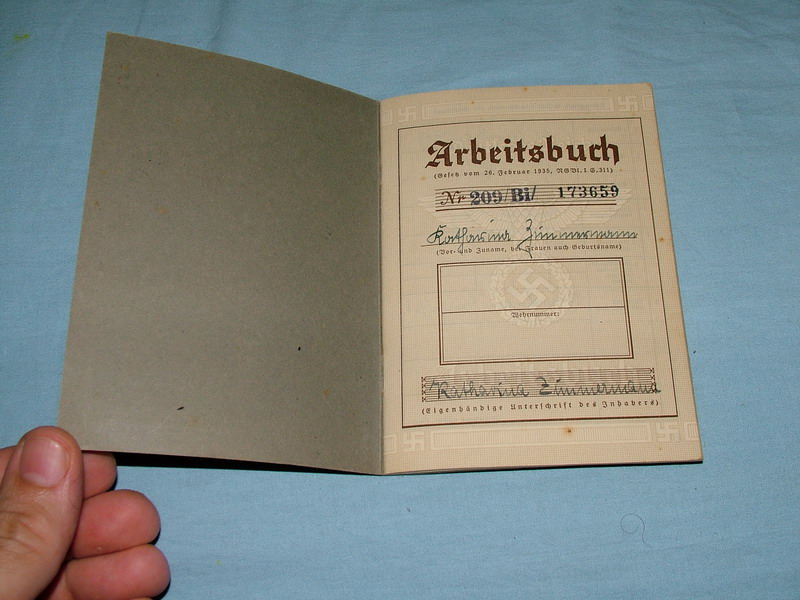 Arbeitsbuch
(Gesetz vom 26. Februar 1935, RGBl. I S. 311)
Nr 209/Bi/ 173659
Katharina Zimmermann
(Vor- und Zuname, bei Frauen auch Geburtsname)
Wehrnummer:
Katharina Zimmermann
(Eigenhändige Unterschrift des Inhabers)